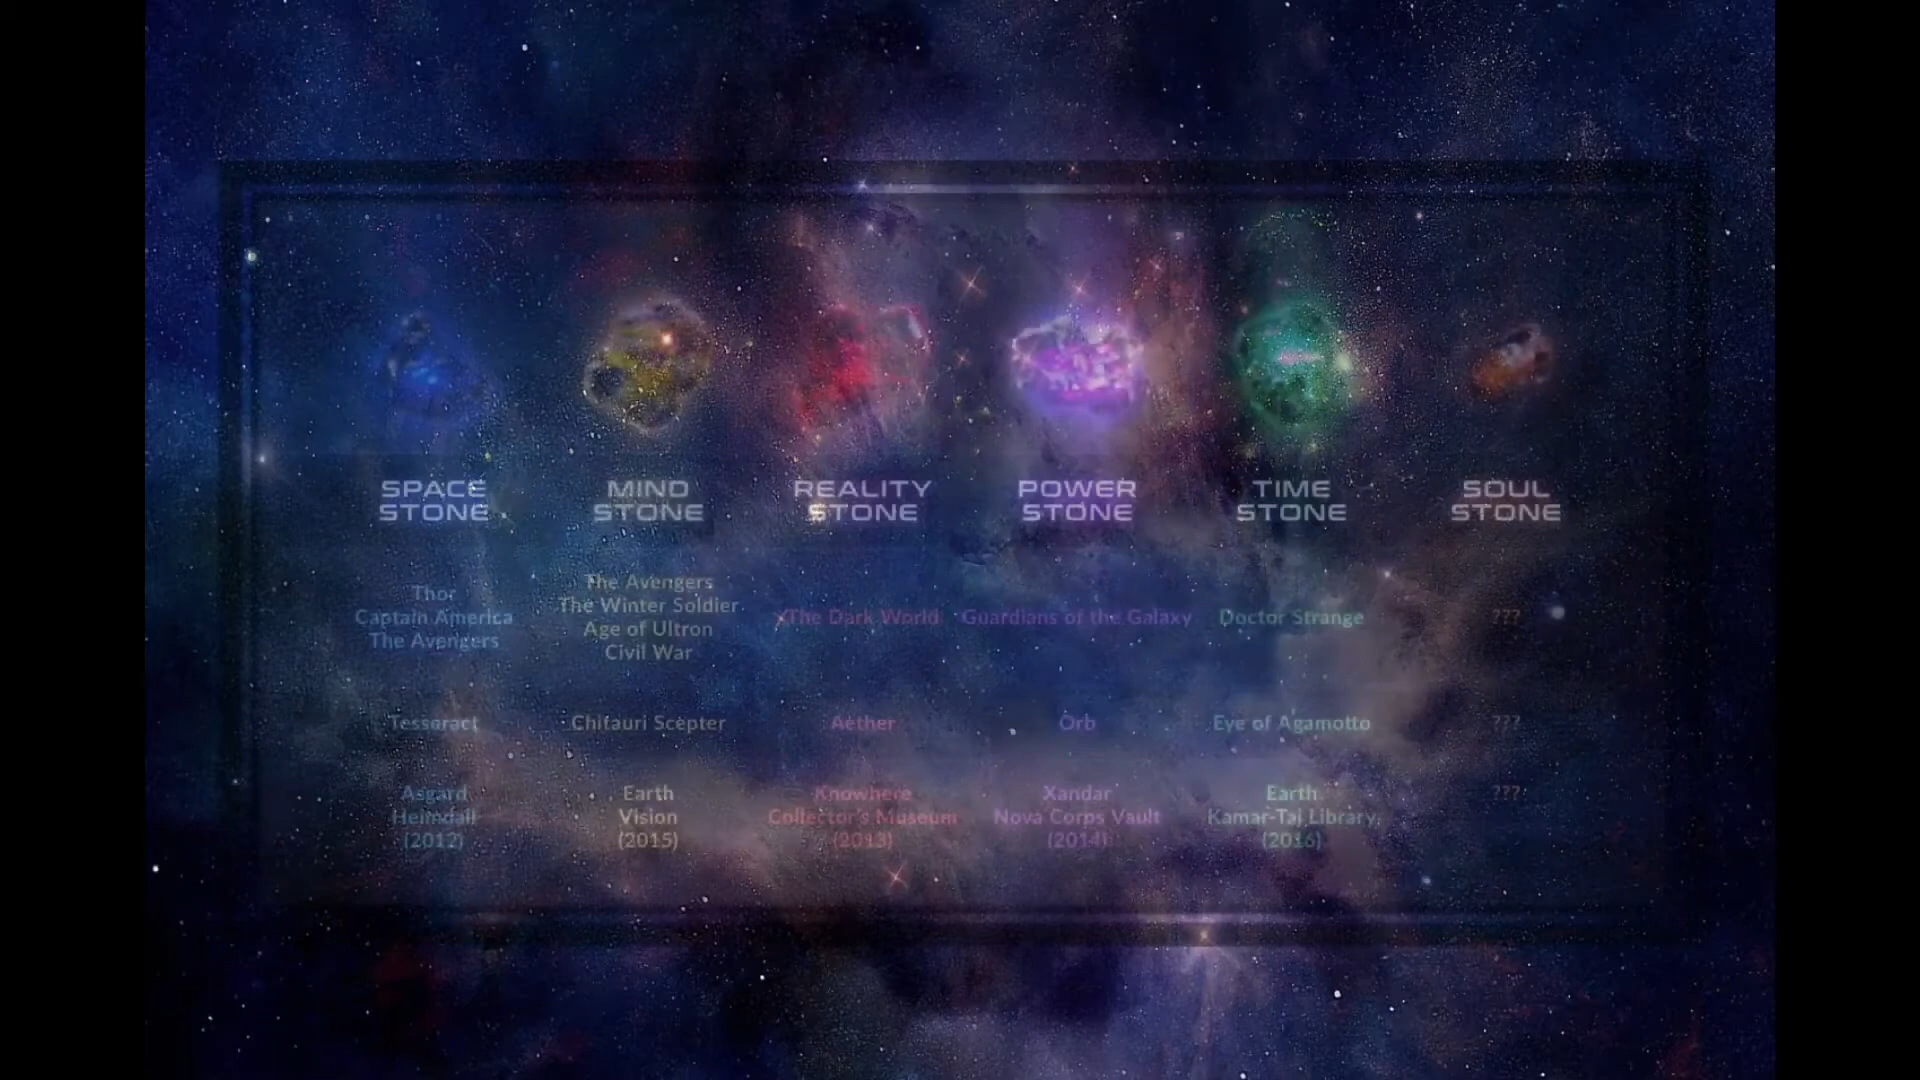 SPACE
STONE
MIND
STONE
REALITY
STONE
POWER
STONE
TIME
STONE
SOUL
STONE
Thor
Captain America
The Avengers
The Avengers
The Winter Soldier
Age of Ultron
Civil War
The Dark World
Guardians of the Galaxy
Doctor Strange
???
Tesseract
Chitauri Scepter
Aether
Orb
Eye of Agamotto
???
Asgard
Heimdall
(2012)
Earth
Vision
(2015)
Knowhere
Collector's Museum
(2013)
Xandar
Nova Corps Vault
(2014)
Earth
Kamar-Taj Library
(2016)
???